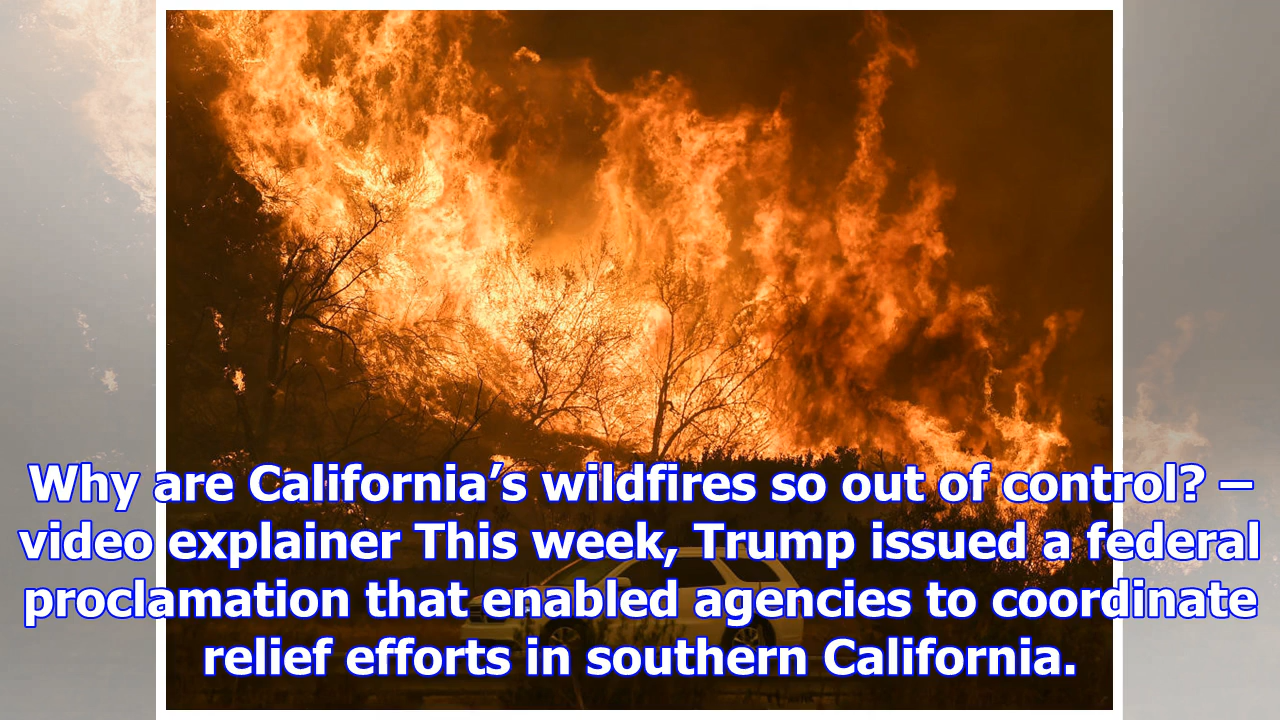 Why are California’s wildfires so out of control? –
video explainer This week, Trump issued a federal
proclamation that enabled agencies to coordinate
relief efforts in southern California.